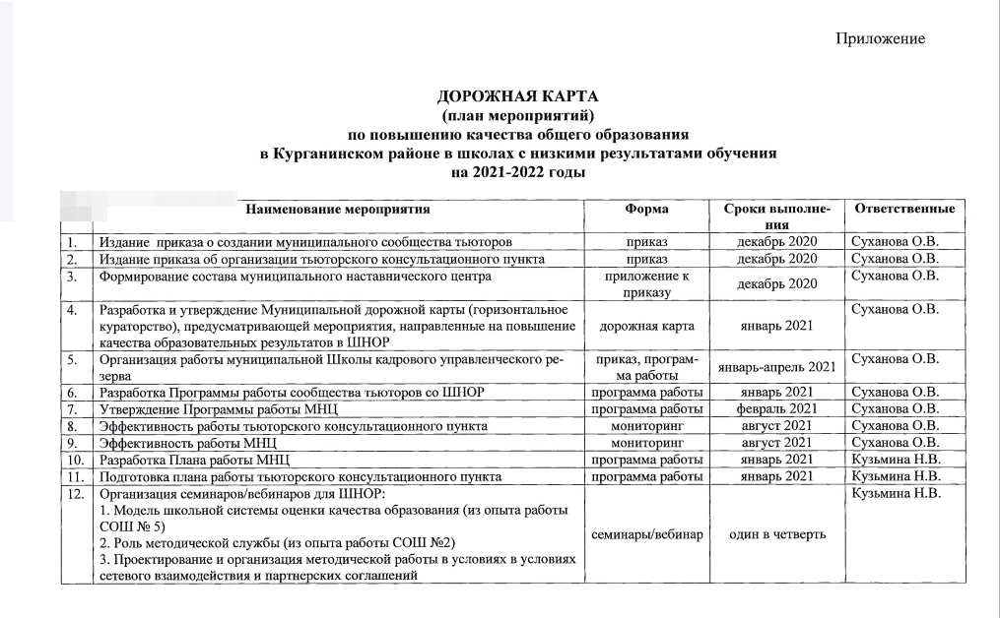 Приложение
ДОРОЖНАЯ КАРТА
(план мероприятий)
по повышению качества общего образования
в Курганинском районе в школах с низкими результатами обучения
на 2021-2022 годы
Наименование мероприятия Форма Сроки выполне-
ния Ответственные
1. Издание приказа о создании муниципального сообщества тьюторов приказ декабрь 2020 Суханова О.В.
2. Издание приказа об организации тьюторского консультационного пункта приказ декабрь 2020 Суханова О.В.
3. Формирование состава муниципального наставнического центра приложение к
приказу декабрь 2020 Суханова О.В.
4. Разработка и утверждение Муниципальной дорожной карты (горизонтальное
кураторство), предусматривающей мероприятия, направленные на повышение
качества образовательных результатов в ШНОР дорожная карта январь 2021 Суханова О.В.
5. Организация работы муниципальной Школы кадрового управленческого ре-
зерва приказ, програм-
ма работы январь-апрель 2021 Суханова О.В.
6. Разработка Программы работы сообщества тьюторов со ШНОР программа работы январь 2021 Суханова О.В.
7. Утверждение Программы работы МНЦ программа работы февраль 2021 Суханова О.В.
8. Эффективность работы тьюторского консультационного пункта мониторинг август 2021 Суханова О.В.
9. Эффективность работы МНЦ мониторинг август 2021 Суханова О.В.
10. Разработка Плана работы МНЦ программа работы январь 2021 Кузьмина Н.В.
11. Подготовка плана работы тьюторского консультационного пункта программа работы январь 2021 Кузьмина Н.В.
12. Организация семинаров/вебинаров для ШНОР:
1. Модель школьной системы оценки качества образования (из опыта работы
СОШ № 5)
2. Роль методической службы (из опыта работы СОШ №2)
3. Проектирование и организация методической работы в условиях в условиях
сетевого взаимодействия и партнерских соглашений семинары/вебинар один в четверть Кузьмина Н.В.